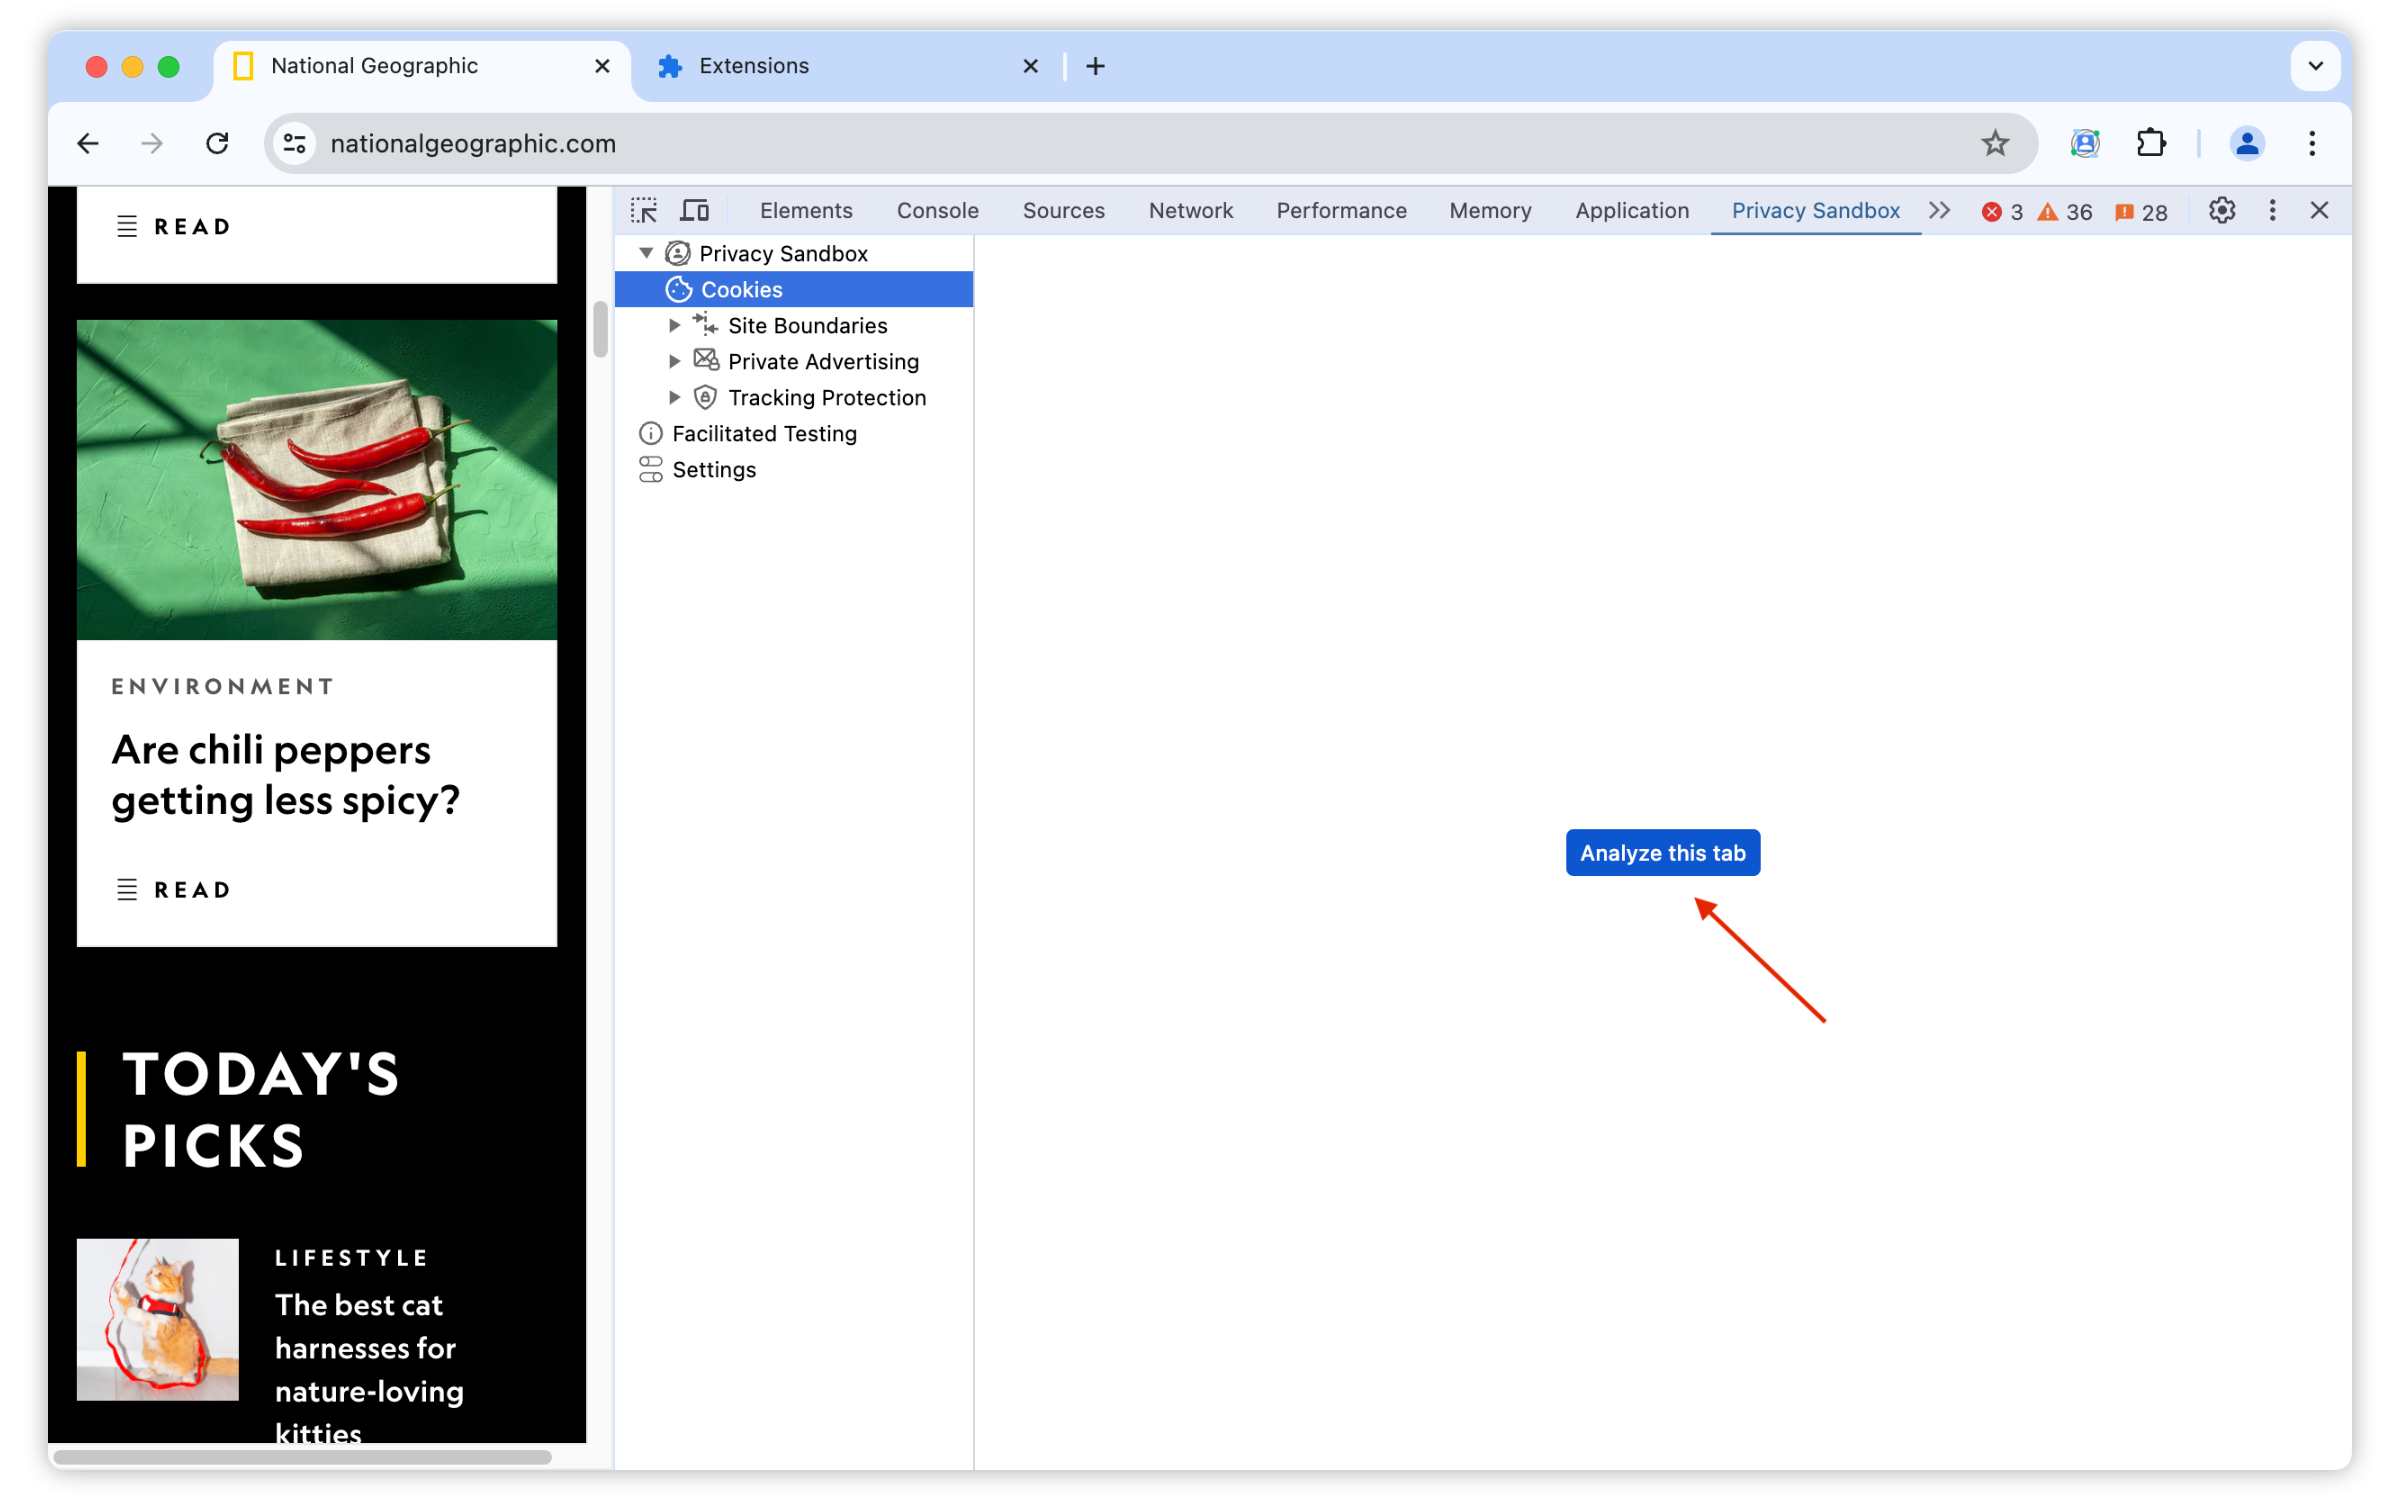 National Geographic
Extensions
nationalgeographic.com
READ
Elements Console Sources Network Performance Memory Application Privacy Sandbox 3 36 28
Privacy Sandbox
Cookies
Site Boundaries
Private Advertising
Tracking Protection
Facilitated Testing
Settings
ENVIRONMENT
Are chili peppers
getting less spicy?
READ
Analyze this tab
TODAY'S
PICKS
LIFESTYLE
The best cat
harnesses for
nature-loving
kitties